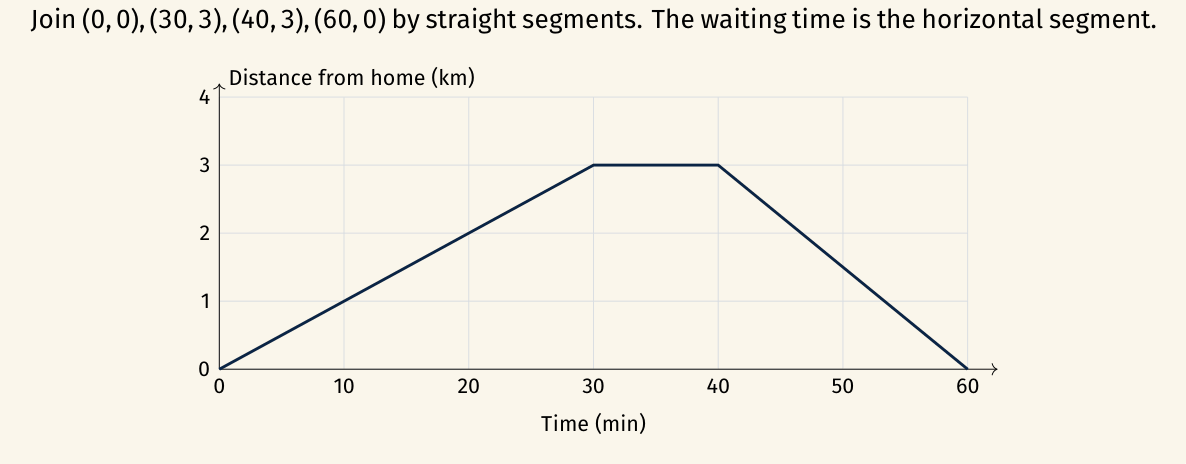 Join (0, 0), (30, 3), (40, 3), (60, 0) by straight segments. The waiting time is the horizontal segment.
Distance from home (km)
4
3
2
1
0
0 10 20 30 40 50 60
Time (min)